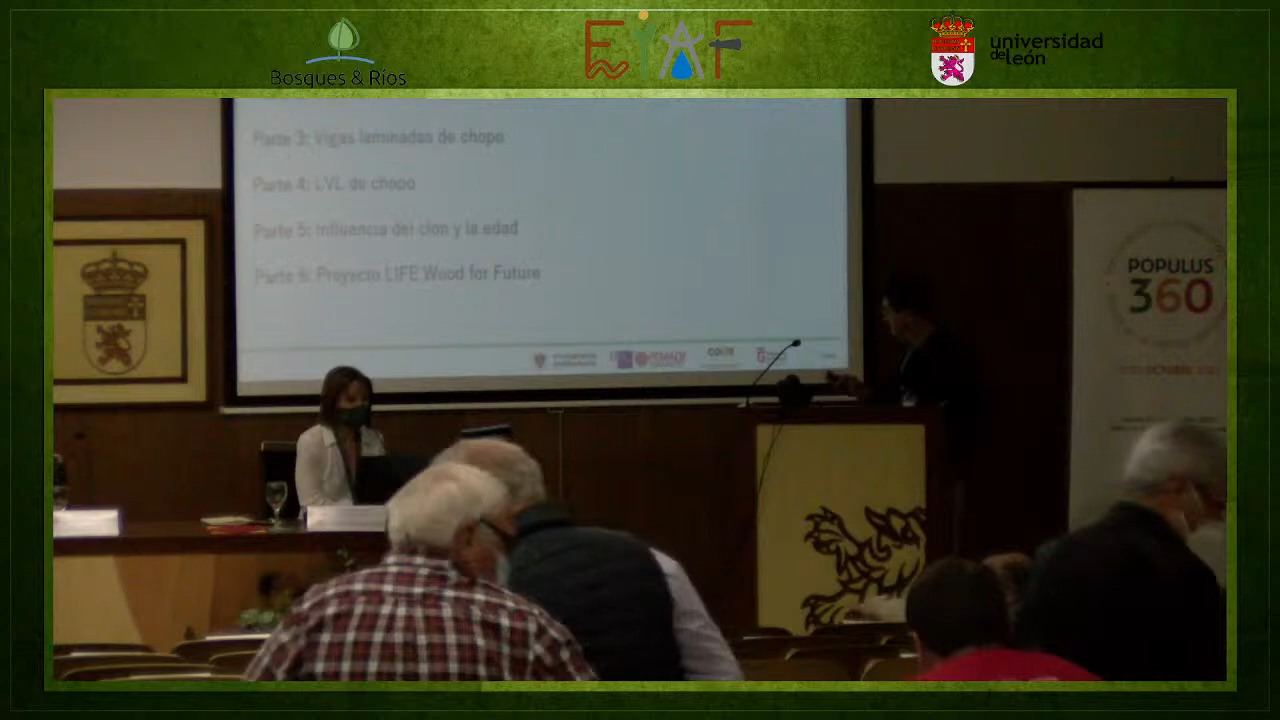 Bosques & Ríos
EiAF
universidad
de león
Parte 3: Vigas laminadas de chopo
Parte 4: LVL de chopo
Parte 5: Influencia del clon y la edad
Parte 6: Proyecto LIFE Wood for Future
POPULUS
360